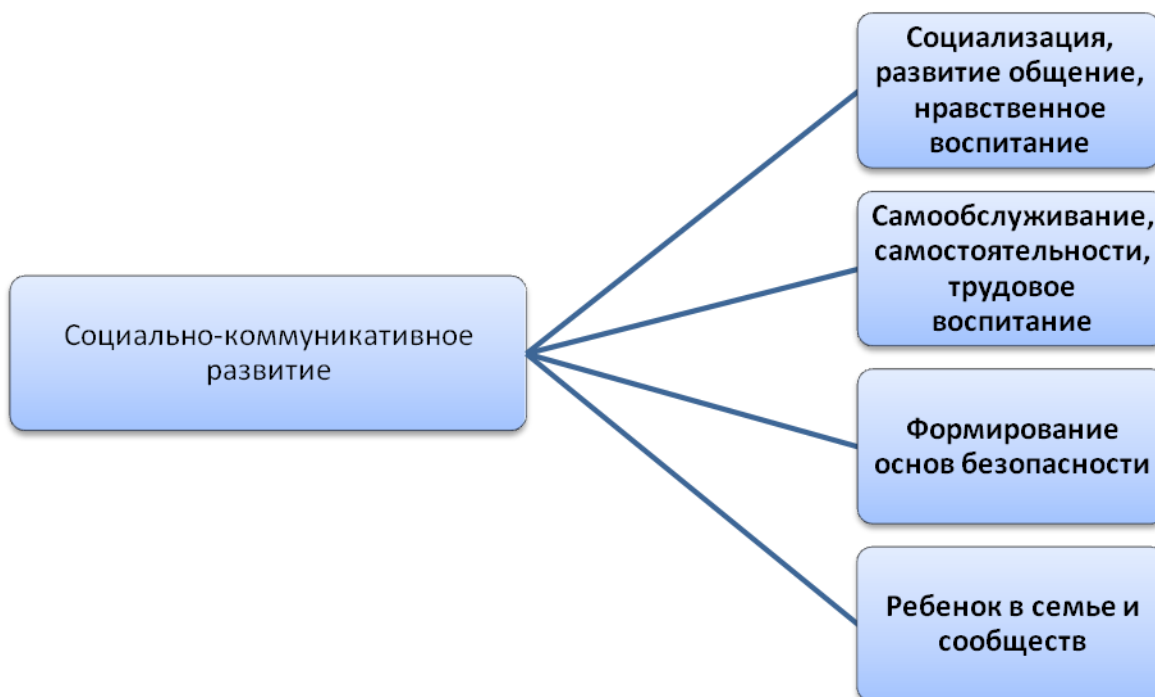 Социально-коммуникативное
развитие
Социализация,
развитие общение,
нравственное
воспитание
Самообслуживание,
самостоятельности,
трудовое
воспитание
Формирование
основ безопасности
Ребенок в семье и
сообществ